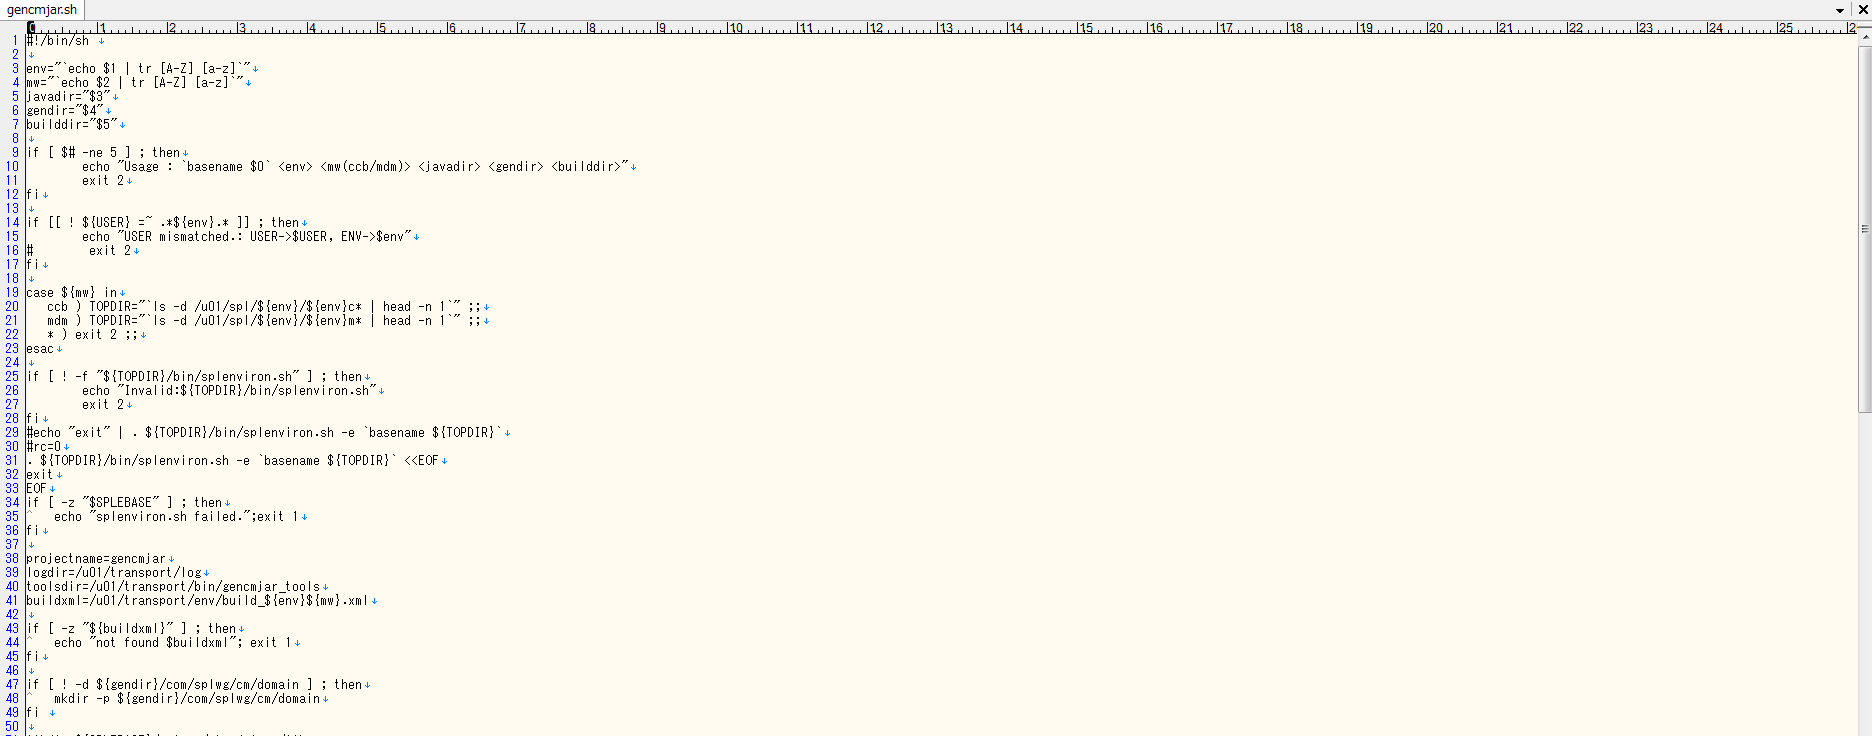 gencmjar.sh
0 1 2 3 4 5 6 7 8 9 10 11 12 13 14 15 16 17 18 19 20 21 22 23 24 25 2
1 #!/bin/sh ↓
2 ↓
3 env="`echo $1 | tr [A-Z] [a-z]`"↓
4 mw="`echo $2 | tr [A-Z] [a-z]`"↓
5 javadir="$3"↓
6 gendir="$4"↓
7 builddir="$5"↓
8 ↓
9 if [ $# -ne 5 ] ; then↓
10         echo "Usage : `basename $0` <env> <mw(ccb/mdm)> <javadir> <gendir> <builddir>"↓
11         exit 2↓
12 fi↓
13 ↓
14 if [[ ! ${USER} =~ .*${env}.* ]] ; then↓
15         echo "USER mismatched.: USER->$USER, ENV->$env"↓
16 #        exit 2↓
17 fi↓
18 ↓
19 case ${mw} in↓
20    ccb ) TOPDIR="`ls -d /u01/spl/${env}/${env}c* | head -n 1`" ;;↓
21    mdm ) TOPDIR="`ls -d /u01/spl/${env}/${env}m* | head -n 1`" ;;↓
22    * ) exit 2 ;;↓
23 esac↓
24 ↓
25 if [ ! -f "${TOPDIR}/bin/splenviron.sh" ] ; then↓
26         echo "Invalid:${TOPDIR}/bin/splenviron.sh"↓
27         exit 2↓
28 fi↓
29 #echo "exit" | . ${TOPDIR}/bin/splenviron.sh -e `basename ${TOPDIR}`↓
30 #rc=0↓
31 . ${TOPDIR}/bin/splenviron.sh -e `basename ${TOPDIR}` <<EOF↓
32 exit↓
33 EOF↓
34 if [ -z "$SPLEBASE" ] ; then↓
35 ^   echo "splenviron.sh failed.";exit 1↓
36 fi↓
37 ↓
38 projectname=gencmjar↓
39 logdir=/u01/transport/log↓
40 toolsdir=/u01/transport/bin/gencmjar_tools↓
41 buildxml=/u01/transport/env/build_${env}${mw}.xml↓
42 ↓
43 if [ -z "${buildxml}" ] ; then↓
44 ^   echo "not found $buildxml"; exit 1↓
45 fi↓
46 ↓
47 if [ ! -d ${gendir}/com/splwg/cm/domain ] ; then↓
48 ^   mkdir -p ${gendir}/com/splwg/cm/domain↓
49 fi ↓
50 ↓